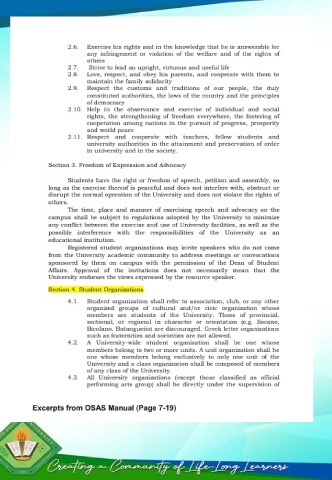 2.6. Exercise his rights and in the knowledge that he is answerable for
any infringement or violation of the welfare and of the rights of
others
2.7. Strive to lead an upright, virtuous and useful life
2.8. Love, respect, and obey his parents, and cooperate with them to
maintain the family solidarity
2.9. Respect the customs and traditions of our people, the duly
constituted authorities, the laws of the country and the principles
of democracy
2.10. Help in the observance and exercise of individual and social
rights, the strengthening of freedom everywhere, the fostering of
cooperation among nations in the pursuit of progress, prosperity
and world peace
2.11. Respect and cooperate with teachers, fellow students and
university authorities in the attainment and preservation of order
in university and in the society.
Section 3. Freedom of Expression and Advocacy
Students have the right or freedom of speech, petition and assembly, so
long as the exercise thereof is peaceful and does not interfere with, obstruct or
disrupt the normal operation of the University and does not violate the rights of
others.
The time, place and manner of exercising speech and advocacy on the
campus shall be subject to regulations adopted by the University to minimize
any conflict between the exercise and use of University facilities, as well as the
possible interference with the responsibilities of the University as an
educational institution.
Registered student organizations may invite speakers who do not come
from the University academic community to address meetings or convocations
sponsored by them on campus with the permission of the Dean of Student
Affairs. Approval of the invitations does not necessarily mean that the
University endorses the views expressed by the resource speaker.
Section 4. Student Organizations
4.1. Student organization shall refer to association, club, or any other
organized groups of cultural and/or civic organization whose
members are students of the University. Those of provincial,
sectional, or regional in character or orientation (e.g. Ilocano,
Bicolano, Batangueño) are discouraged. Greek letter organizations
such as fraternities and sororities are not allowed.
4.2. A University-wide student organization shall be one whose
members belong to two or more units. A unit organization shall be
one whose members belong exclusively to only one unit of the
University and a class organization shall be composed of members
of any class of the University.
4.3. All University organizations (except those classified as official
performing arts group) shall be directly under the supervision of
Excerpts from OSAS Manual (Page 7-19)
Creating a Community of Life-Long Learners